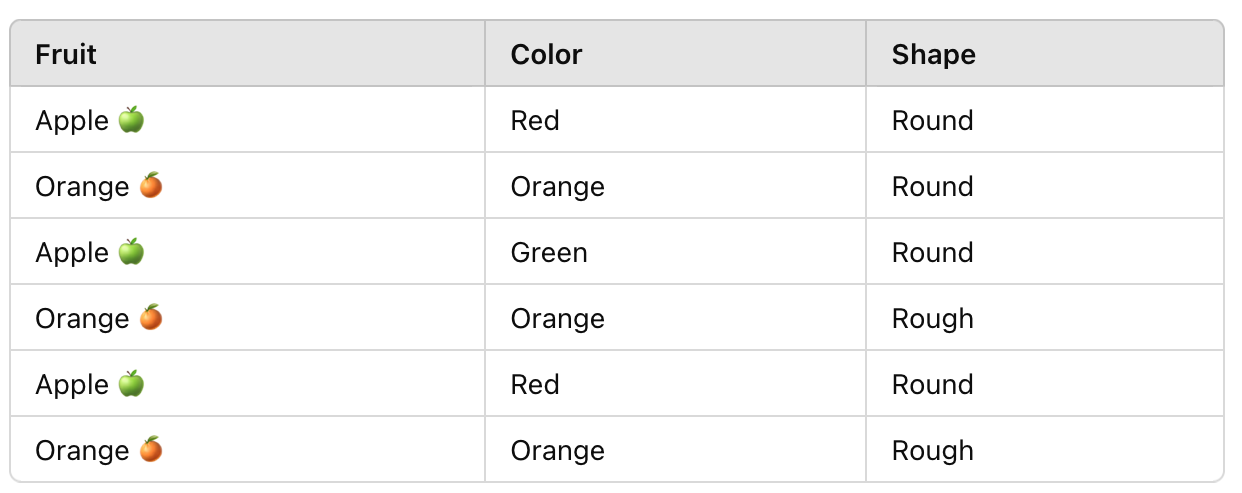 Fruit Color Shape
Apple 🍏 Red Round
Orange 🍊 Orange Round
Apple 🍏 Green Round
Orange 🍊 Orange Rough
Apple 🍏 Red Round
Orange 🍊 Orange Rough